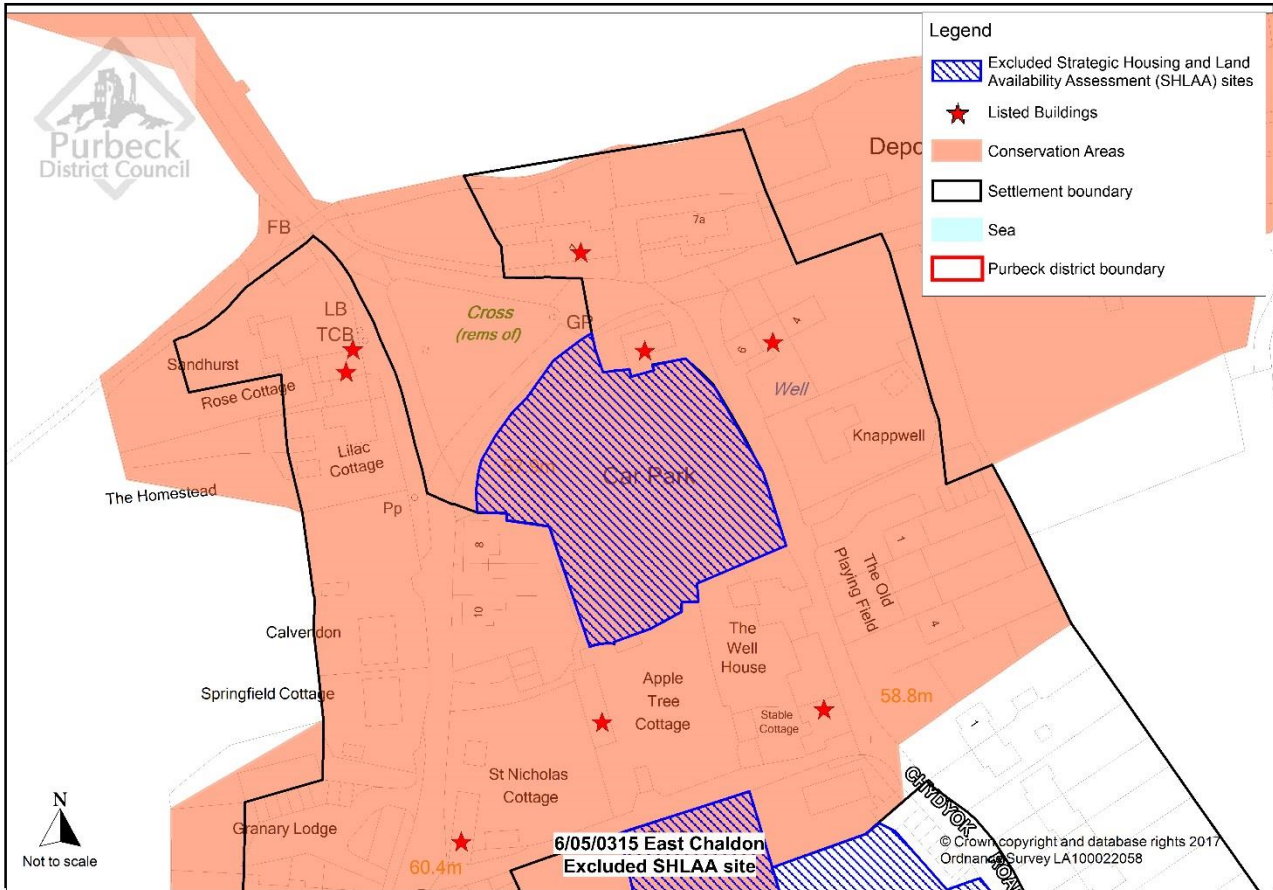 Purbeck
District Council
Legend
Excluded Strategic Housing and Land
Availability Assessment (SHLAA) sites
Listed Buildings
Conservation Areas
Settlement boundary
Sea
Purbeck district boundary
Depo
7a
FB
LB
TCB
Cross
(rems of)
GP
4
6
Well
Sandhurst
Rose Cottage
Lilac
Cottage
Knappwell
57.9m
Car Park
The Homestead
Pp
8
10
1
The Old
Playing Field
4
Calvendon
The
Well
House
Springfield Cottage
Apple
Tree
Cottage
Stable
Cottage
58.8m
1
St Nicholas
Cottage
CHYDYOK
ROAD
Granary Lodge
60.4m
N
Not to scale
6/05/0315 East Chaldon
Excluded SHLAA site
© Crown copyright and database rights 2017
Ordnance Survey LA100022058